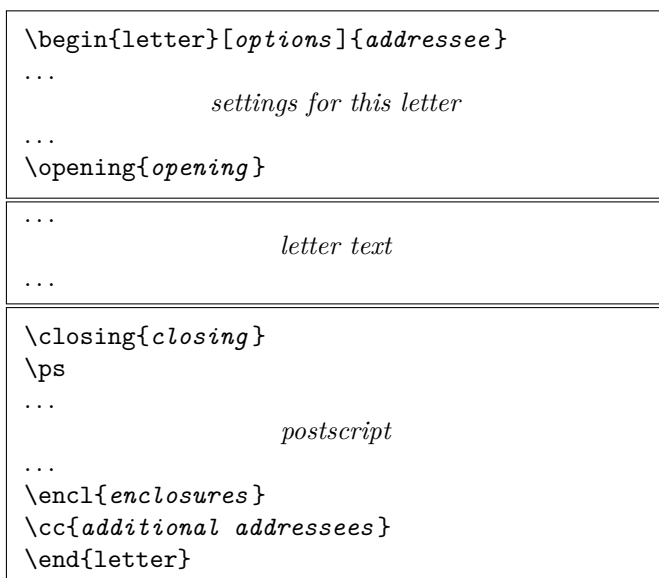 \begin{letter}[options]{addressee}
...
settings for this letter
...
\opening{opening}
...
letter text
...
\closing{closing}
\ps
...
postscript
...
\encl{enclosures}
\cc{additional addressees}
\end{letter}